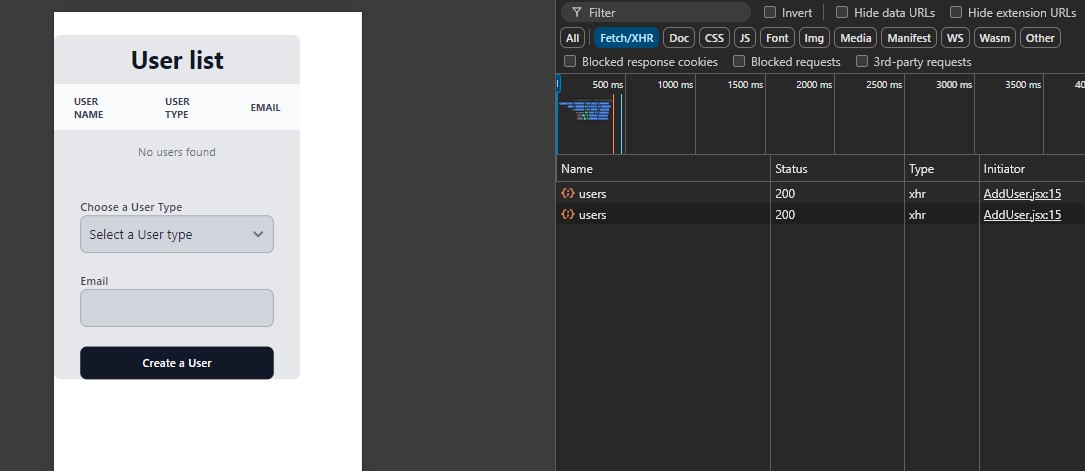 User list
USER NAME
USER TYPE
EMAIL
No users found
Choose a User Type
Select a User type
Email
Create a User
Filter
Invert
Hide data URLs
Hide extension URLs
All Fetch/XHR Doc CSS JS Font Img Media Manifest WS Wasm Other
Blocked response cookies
Blocked requests
3rd-party requests
500 ms 1000 ms 1500 ms 2000 ms 2500 ms 3000 ms 3500 ms 40
Name Status Type Initiator
users 200 xhr AddUser.jsx:15
users 200 xhr AddUser.jsx:15